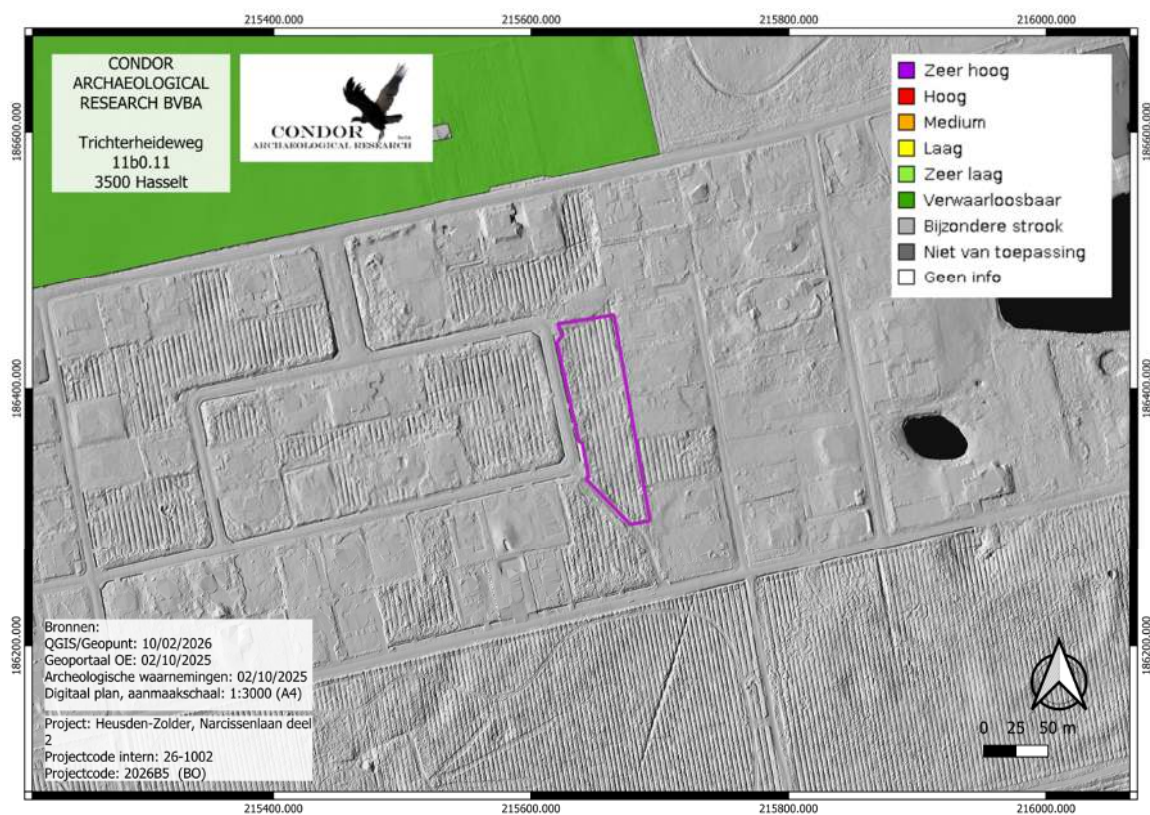 215400.000
215600.000
215800.000
216000.000
CONDOR
ARCHAEOLOGICAL
RESEARCH BVBA
Trichterheideweg
11b0.11
3500 Hasselt
CONDOR
bvba
ARCHAEOLOGICAL RESEARCH
Zeer hoog
Hoog
Medium
Laag
Zeer laag
Verwaarloosbaar
Bijzondere strook
Niet van toepassing
Geen info
186600.000
186600.000
186400.000
186400.000
186200.000
186200.000
Bronnen:
QGIS/Geopunt: 10/02/2026
Geoportaal OE: 02/10/2025
Archeologische waarnemingen: 02/10/2025
Digitaal plan, aanmaakschaal: 1:3000 (A4)
Project: Heusden-Zolder, Narcissenlaan deel
2
Projectcode intern: 26-1002
Projectcode: 2026B5 (BO)
0 25 50 m
215400.000
215600.000
215800.000
216000.000